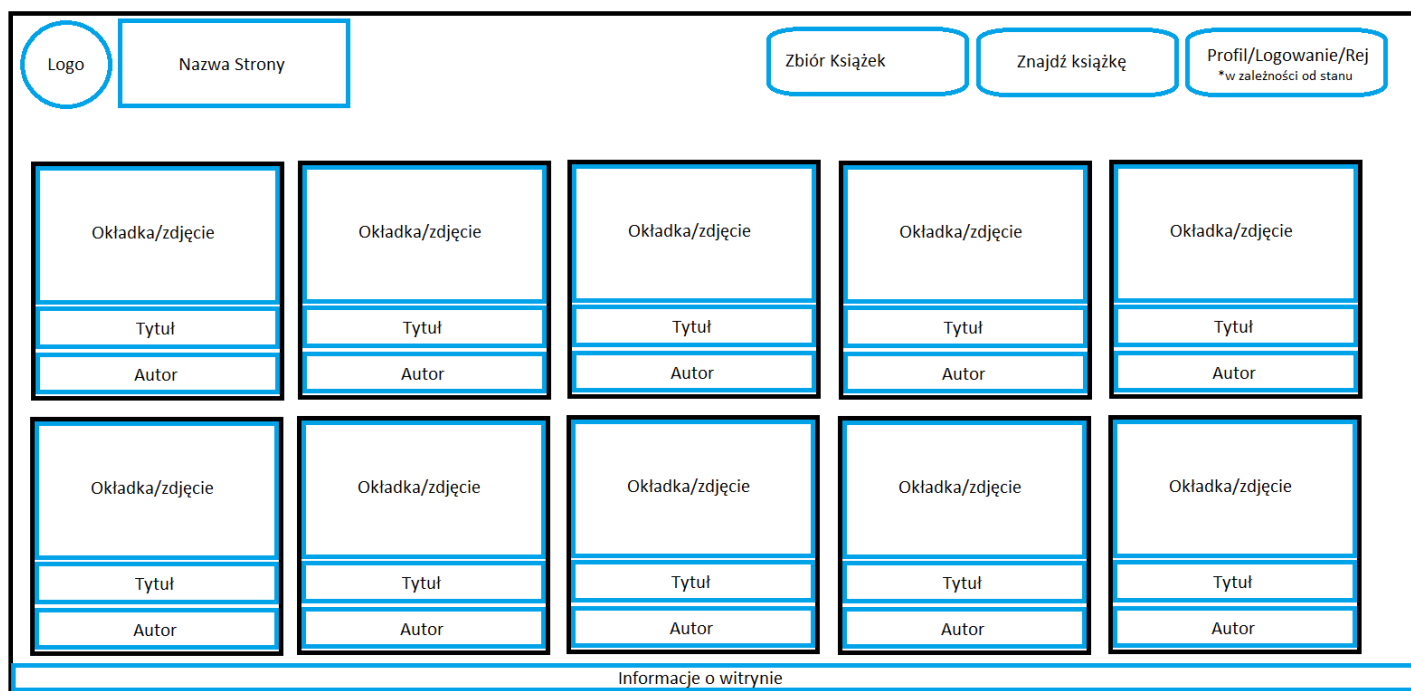 Logo
Nazwa Strony
Zbiór Książek
Znajdź książkę
Profil/Logowanie/Rej
*w zależności od stanu
Okładka/zdjęcie
Okładka/zdjęcie
Okładka/zdjęcie
Okładka/zdjęcie
Okładka/zdjęcie
Tytuł
Tytuł
Tytuł
Tytuł
Tytuł
Autor
Autor
Autor
Autor
Autor
Okładka/zdjęcie
Okładka/zdjęcie
Okładka/zdjęcie
Okładka/zdjęcie
Okładka/zdjęcie
Tytuł
Tytuł
Tytuł
Tytuł
Tytuł
Autor
Autor
Autor
Autor
Autor
Informacje o witrynie